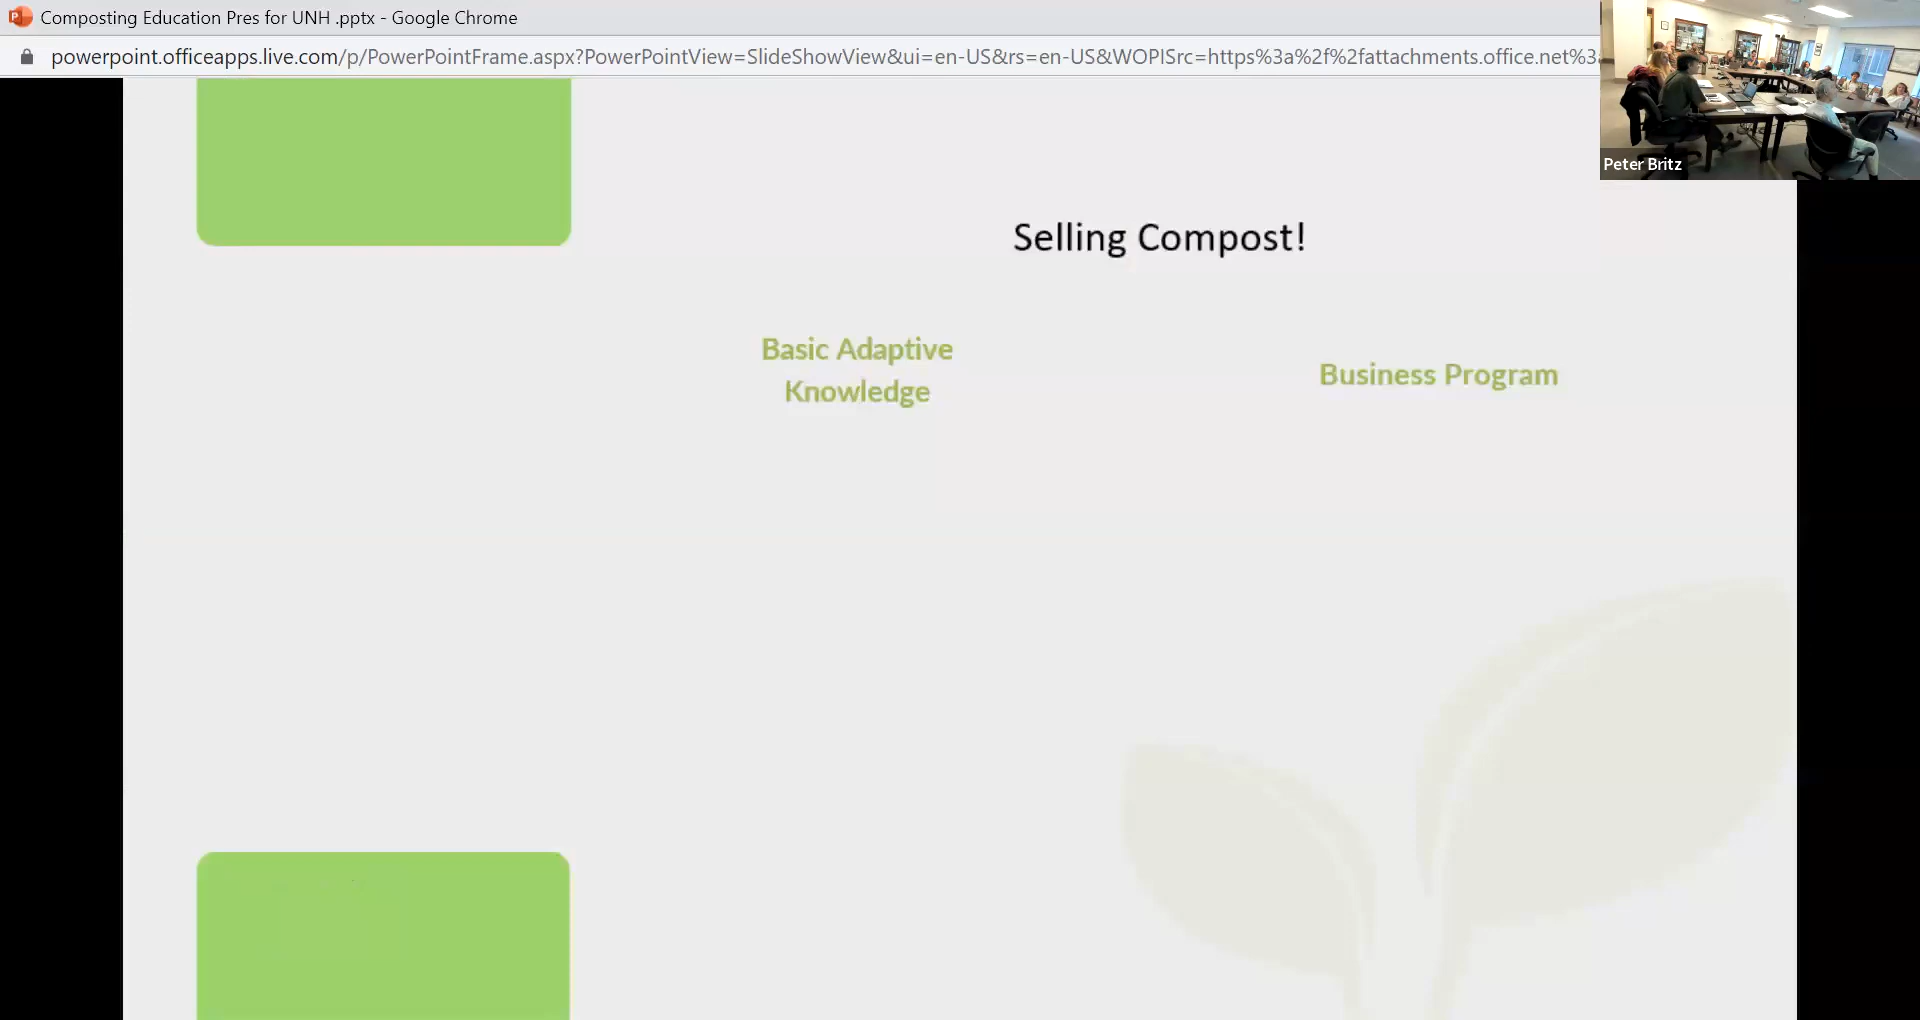 Composting Education Pres for UNH .pptx - Google Chrome
powerpoint.officeapps.live.com/p/PowerPointFrame.aspx?PowerPointView=SlideShowView&ui=en-US&rs=en-US&WOPISrc=https%3a%2f%2fattachments.office.net%3
Peter Britz
Selling Compost!
Basic Adaptive
Knowledge
Business Program